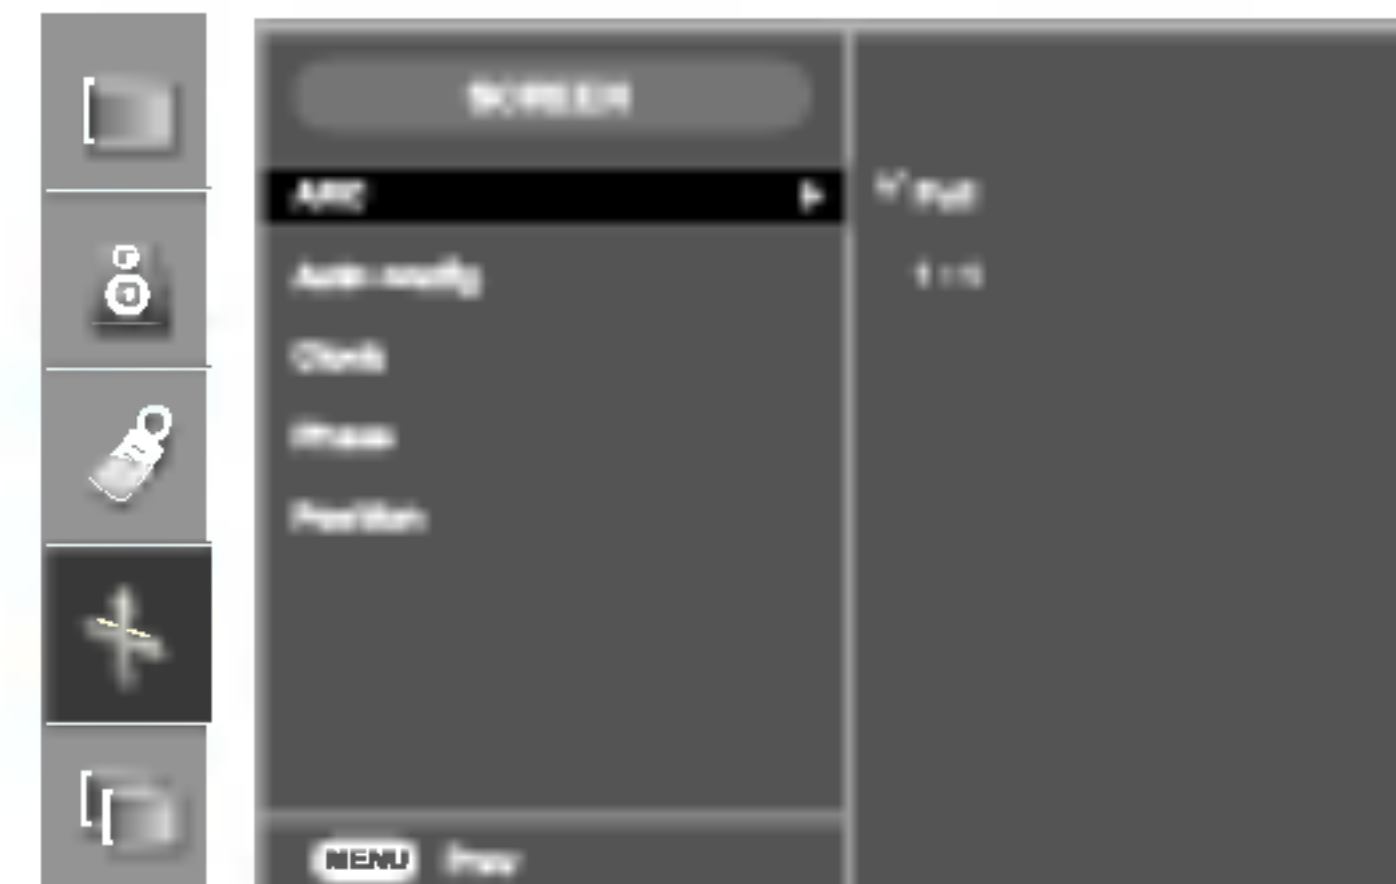 SCREEN
ARC
Auto-config
Clock
Phase
Position
Full
1:1
MENU Prev